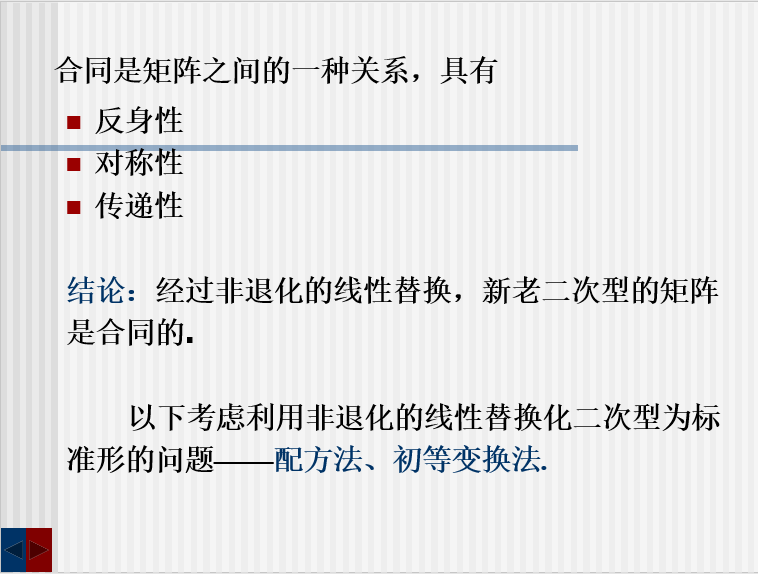 合同是矩阵之间的一种关系，具有
反身性
对称性
传递性
结论：经过非退化的线性替换，新老二次型的矩阵
是合同的.
以下考虑利用非退化的线性替换化二次型为标
准形的问题——配方法、初等变换法.